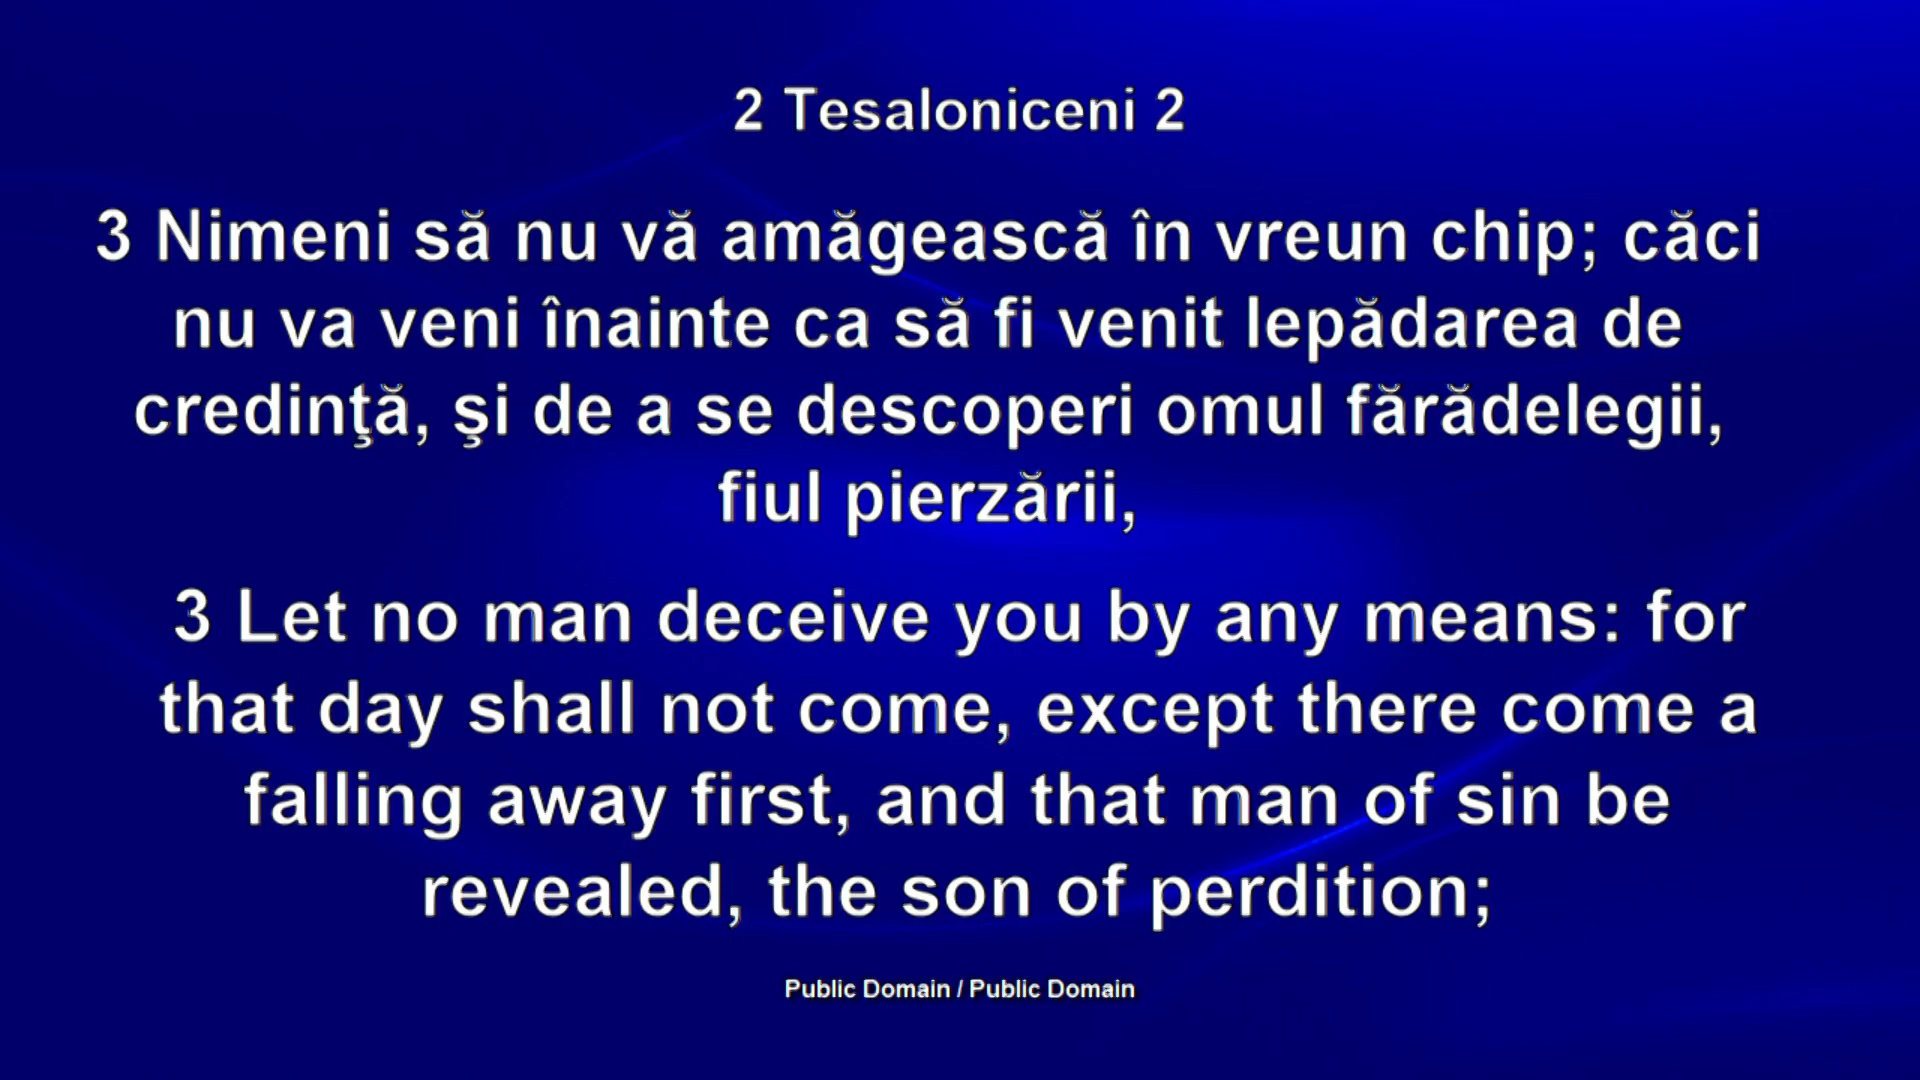 2 Tesaloniceni 2
3 Nimeni să nu vă amăgească în vreun chip; căci
nu va veni înainte ca să fi venit lepădarea de
credinţă, şi de a se descoperi omul fărădelegii,
fiul pierzării,
3 Let no man deceive you by any means: for
that day shall not come, except there come a
falling away first, and that man of sin be
revealed, the son of perdition;
Public Domain / Public Domain